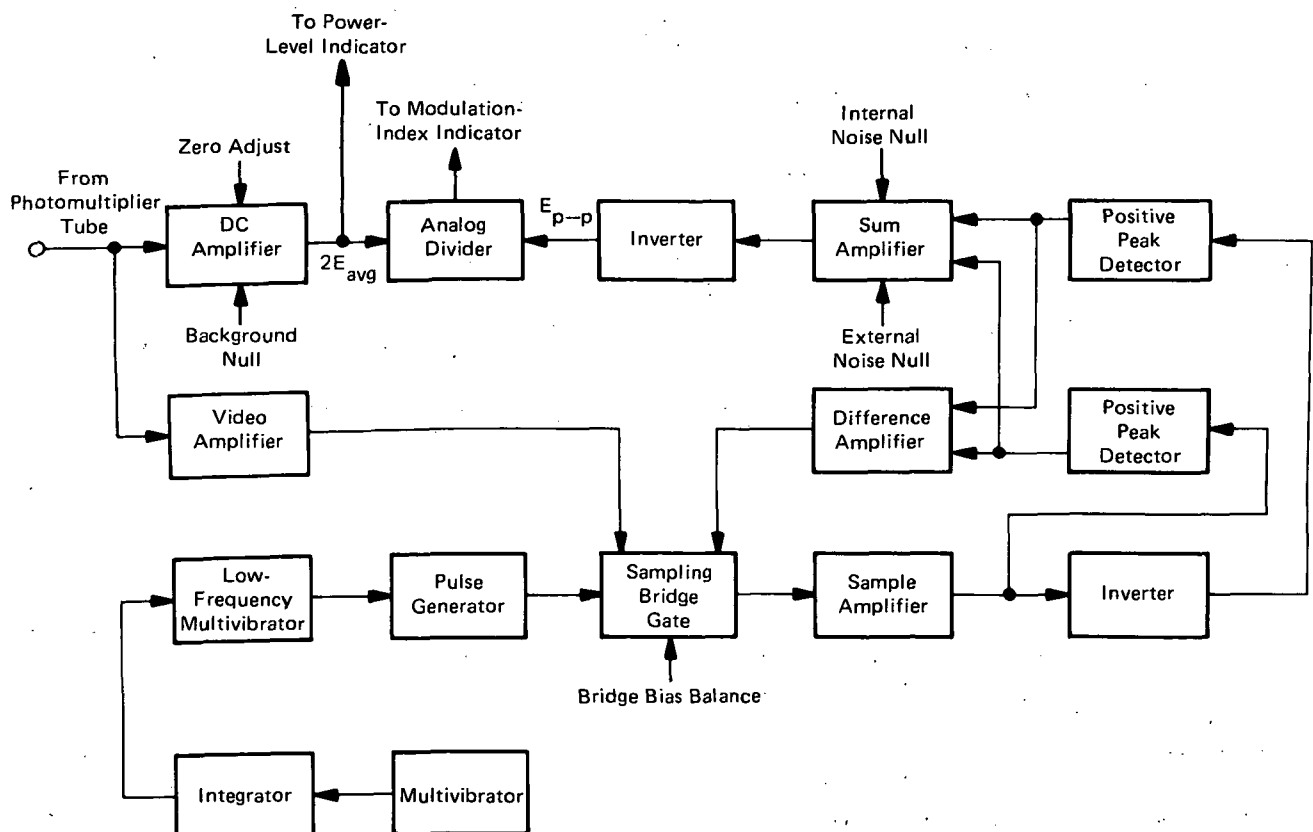 To Power-
Level Indicator
To Modulation-
Index Indicator
Internal
Noise Null
Zero Adjust
From
Photomultiplier
Tube
DC
Amplifier
2E avg
Analog
Divider
E p–p
Inverter
Sum
Amplifier
Positive
Peak
Detector
Background
Null
External
Noise Null
Video
Amplifier
Difference
Amplifier
Positive
Peak
Detector
Low-
Frequency
Multivibrator
Pulse
Generator
Sampling
Bridge
Gate
Sample
Amplifier
Inverter
Bridge Bias Balance
Integrator
Multivibrator